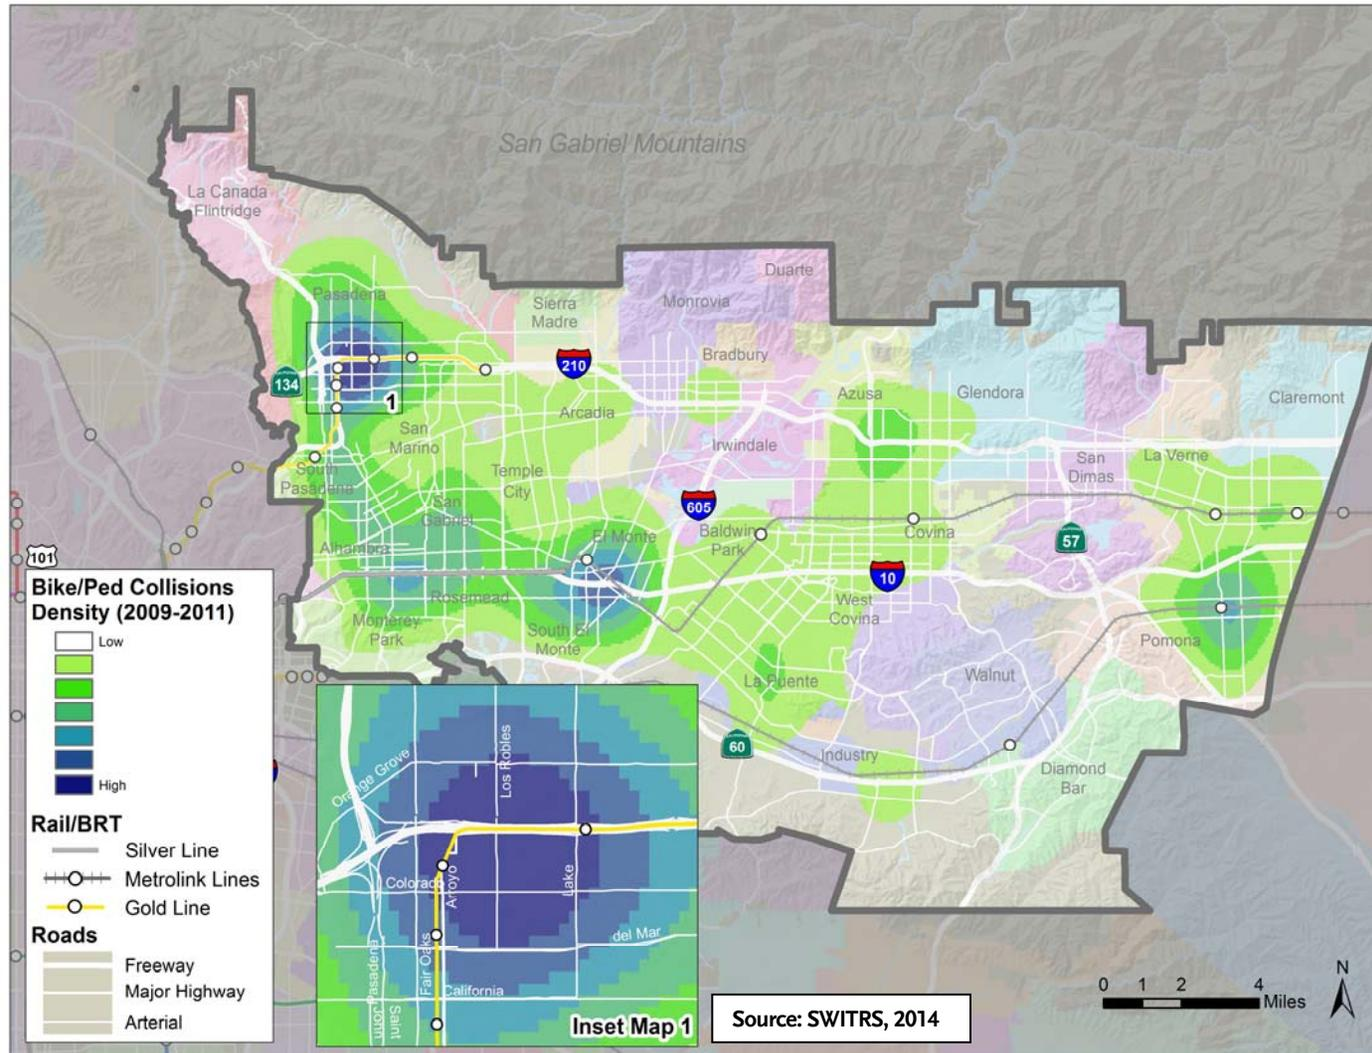 San Gabriel Mountains
La Canada
Flintridge
Duarte
Pasadena
Sierra
Madre
Monrovia
Bradbury
210
134
1
Azusa
Glendora
Claremont
Arcadia
San
Marino
Irwindale
San
Dimas
La Verne
South
Pasadena
Temple
City
San
Gabriel
605
El Monte
Baldwin
Park
Covina
57
Alhambra
101
10
Rosemead
West
Covina
Monterey
Park
South El
Monte
Pomona
La Puente
Walnut
60
Industry
Diamond
Bar
Bike/Ped Collisions
Density (2009-2011)
Low
High
Rail/BRT
Silver Line
Metrolink Lines
Gold Line
Roads
Freeway
Major Highway
Arterial
Orange Grove
Los Robles
Colorado
Arroyo
Lake
del Mar
Fair Oaks
Pasadena
California
Saint
John
Inset Map 1
Source: SWITRS, 2014
0 1 2 4
Miles
N